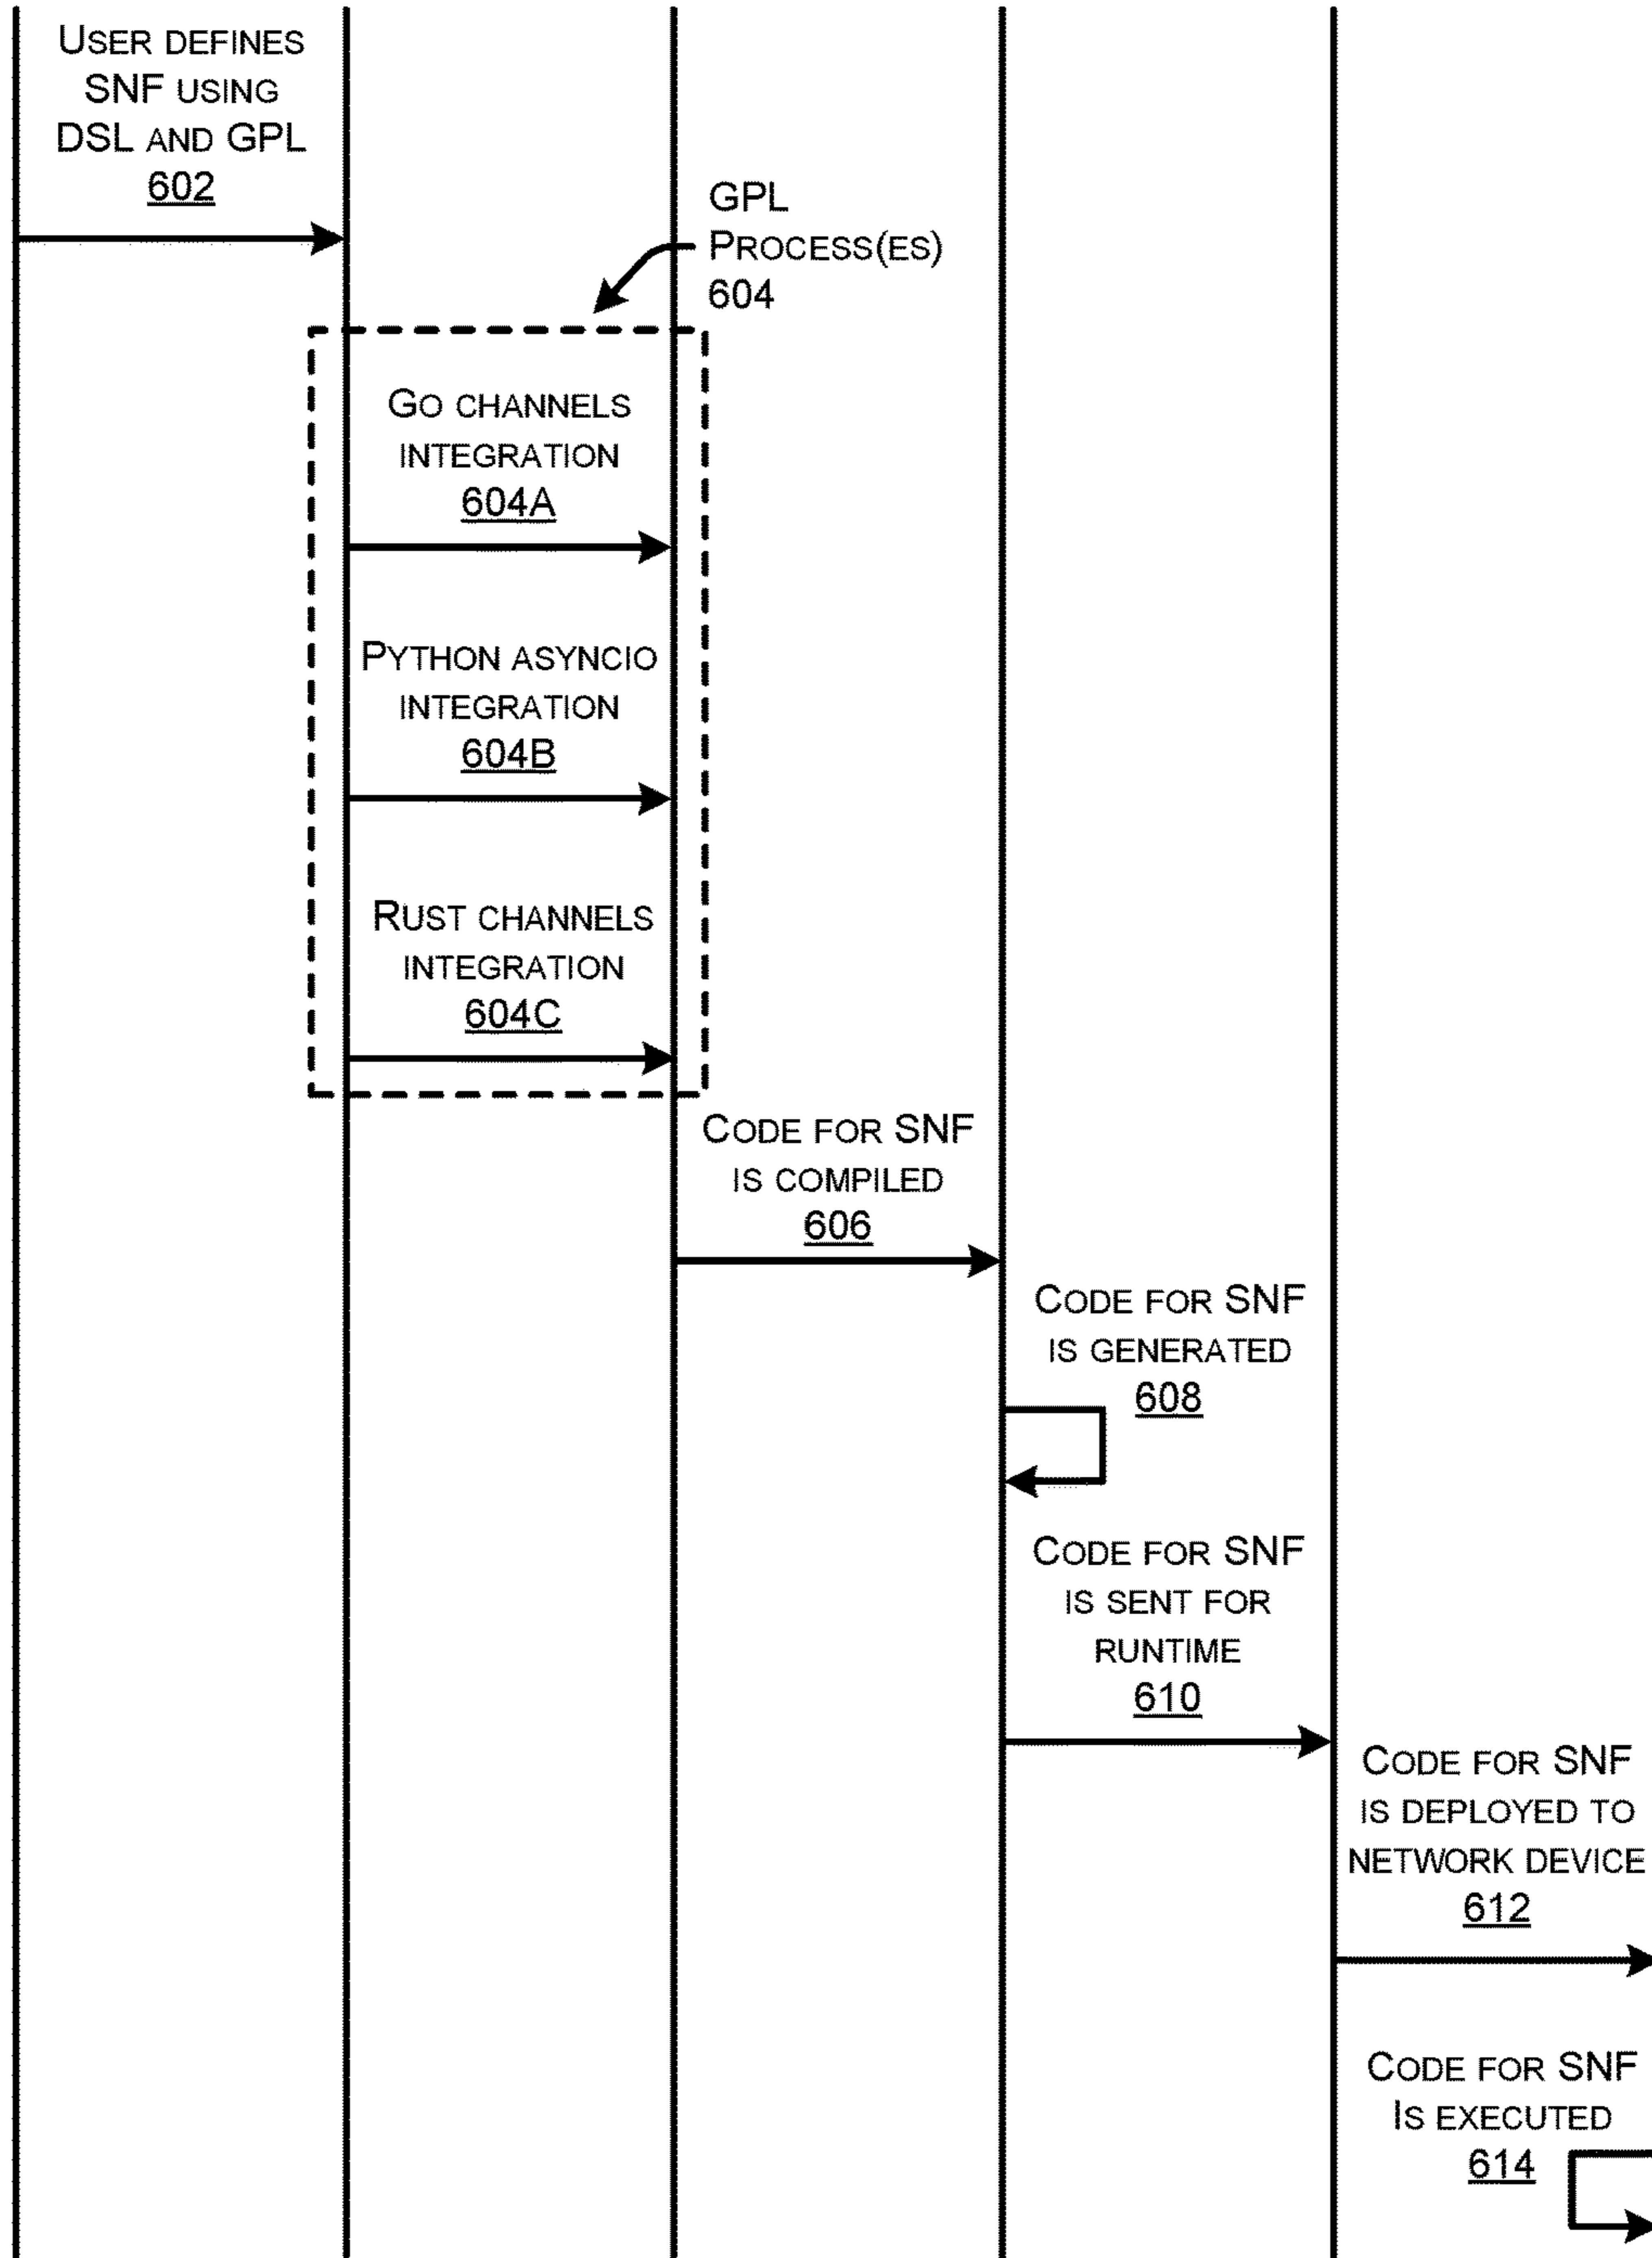 USER DEFINES
SNF USING
DSL AND GPL
602
GPL
PROCESS(ES)
604
GO CHANNELS
INTEGRATION
604A
PYTHON ASYNCIO
INTEGRATION
604B
RUST CHANNELS
INTEGRATION
604C
CODE FOR SNF
IS COMPILED
606
CODE FOR SNF
IS GENERATED
608
CODE FOR SNF
IS SENT FOR
RUNTIME
610
CODE FOR SNF
IS DEPLOYED TO
NETWORK DEVICE
612
CODE FOR SNF
IS EXECUTED
614